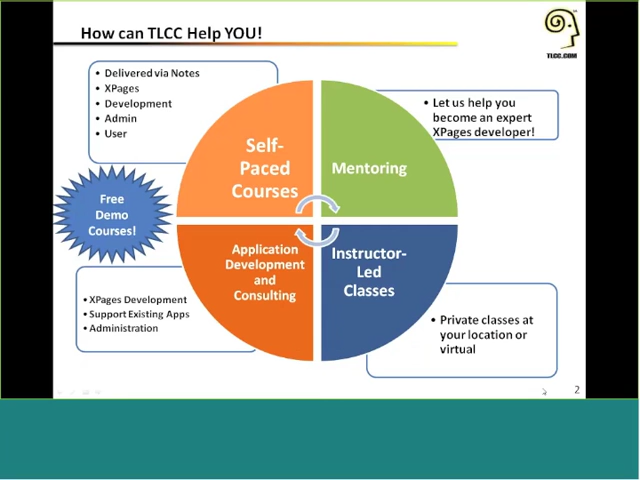 How can TLCC Help YOU!
TLCC.COM
• Delivered via Notes
• XPages
• Development
• Admin
• User
Self-
Paced
Courses
Mentoring
• Let us help you
become an expert
XPages developer!
Free
Demo
Courses!
Application
Development
and
Consulting
Instructor-
Led
Classes
• XPages Development
• Support Existing Apps
• Administration
• Private classes at
your location or
virtual
2